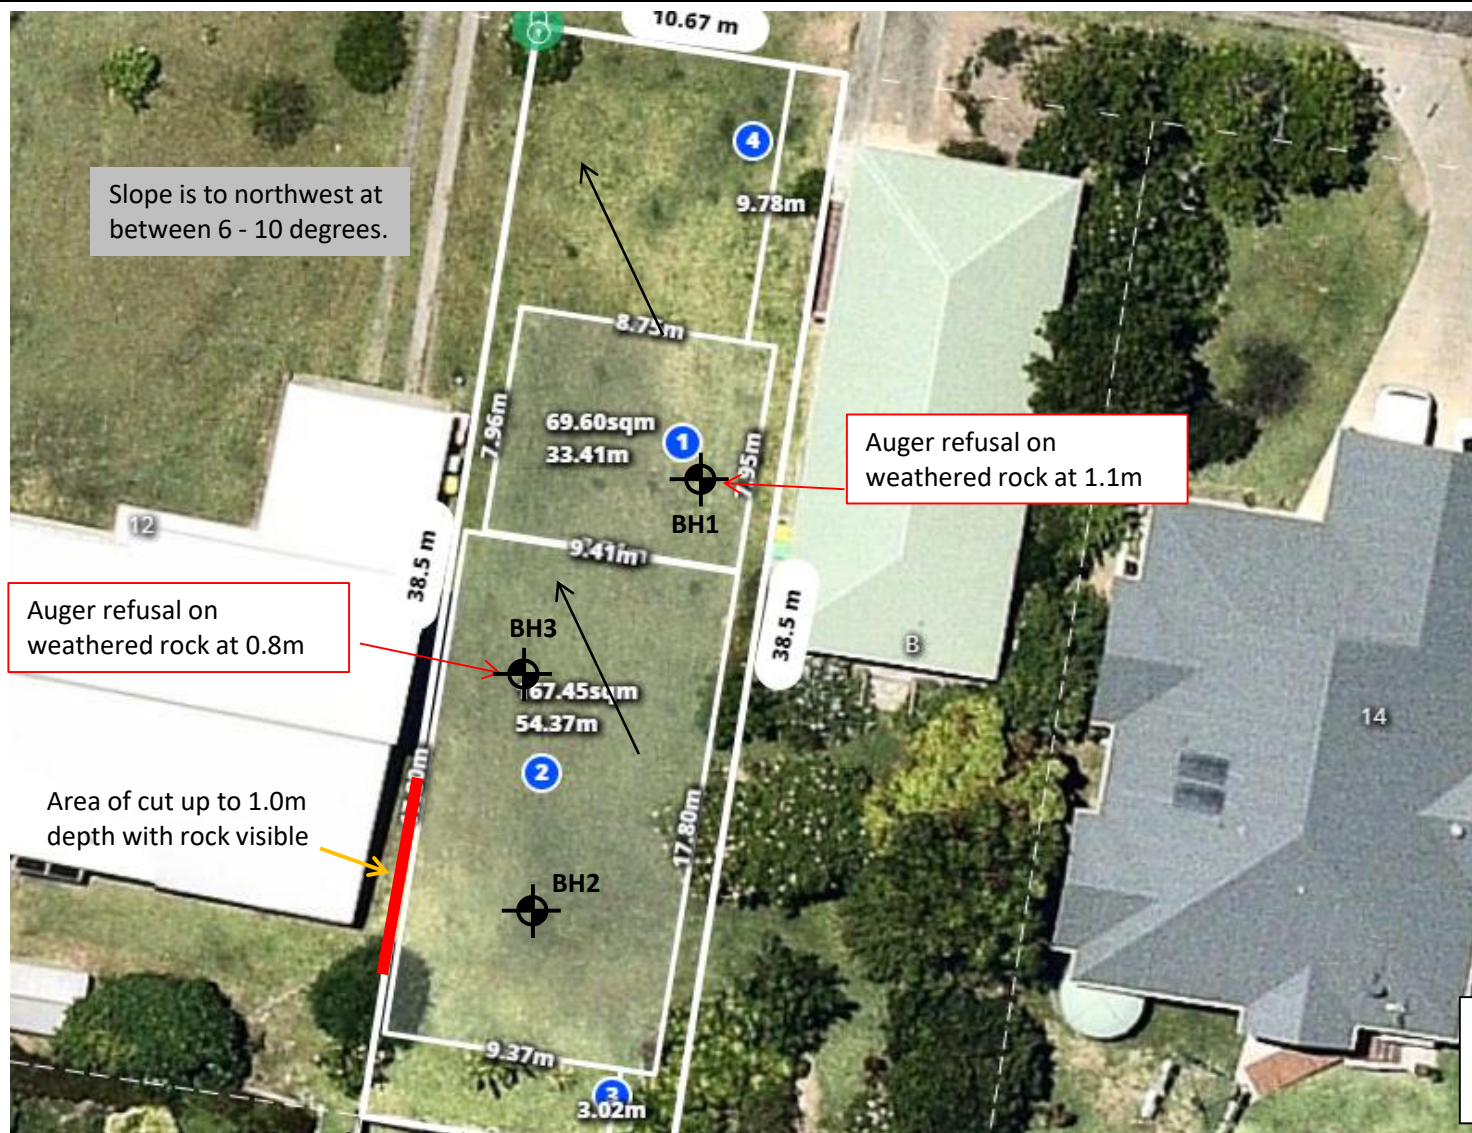 10.67 m
4
Slope is to northwest at
between 6 - 10 degrees.
9.78m
8.75m
7.96m
69.60sqm
33.41m
1
7.95m
Auger refusal on
weathered rock at 1.1m
BH1
12
9.41m
38.5 m
Auger refusal on
weathered rock at 0.8m
BH3
38.5 m
B
67.45sqm
54.37m
14
2
Area of cut up to 1.0m
depth with rock visible
17.80m
BH2
9.37m
3
3.02m